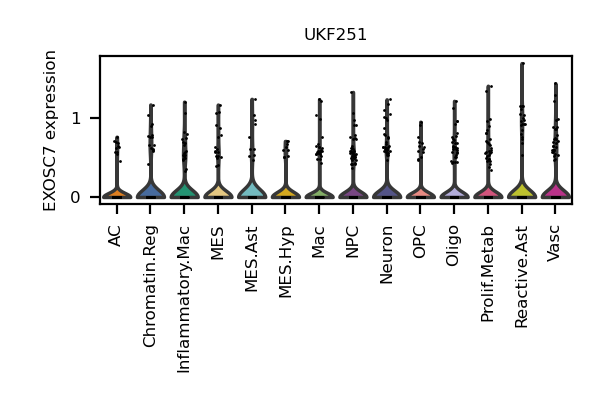 UKF251
EXOSC7 expression
1
0
AC
Chromatin.Reg
Inflammatory.Mac
MES
MES.Ast
MES.Hyp
Mac
NPC
Neuron
OPC
Oligo
Prolif.Metab
Reactive.Ast
Vasc